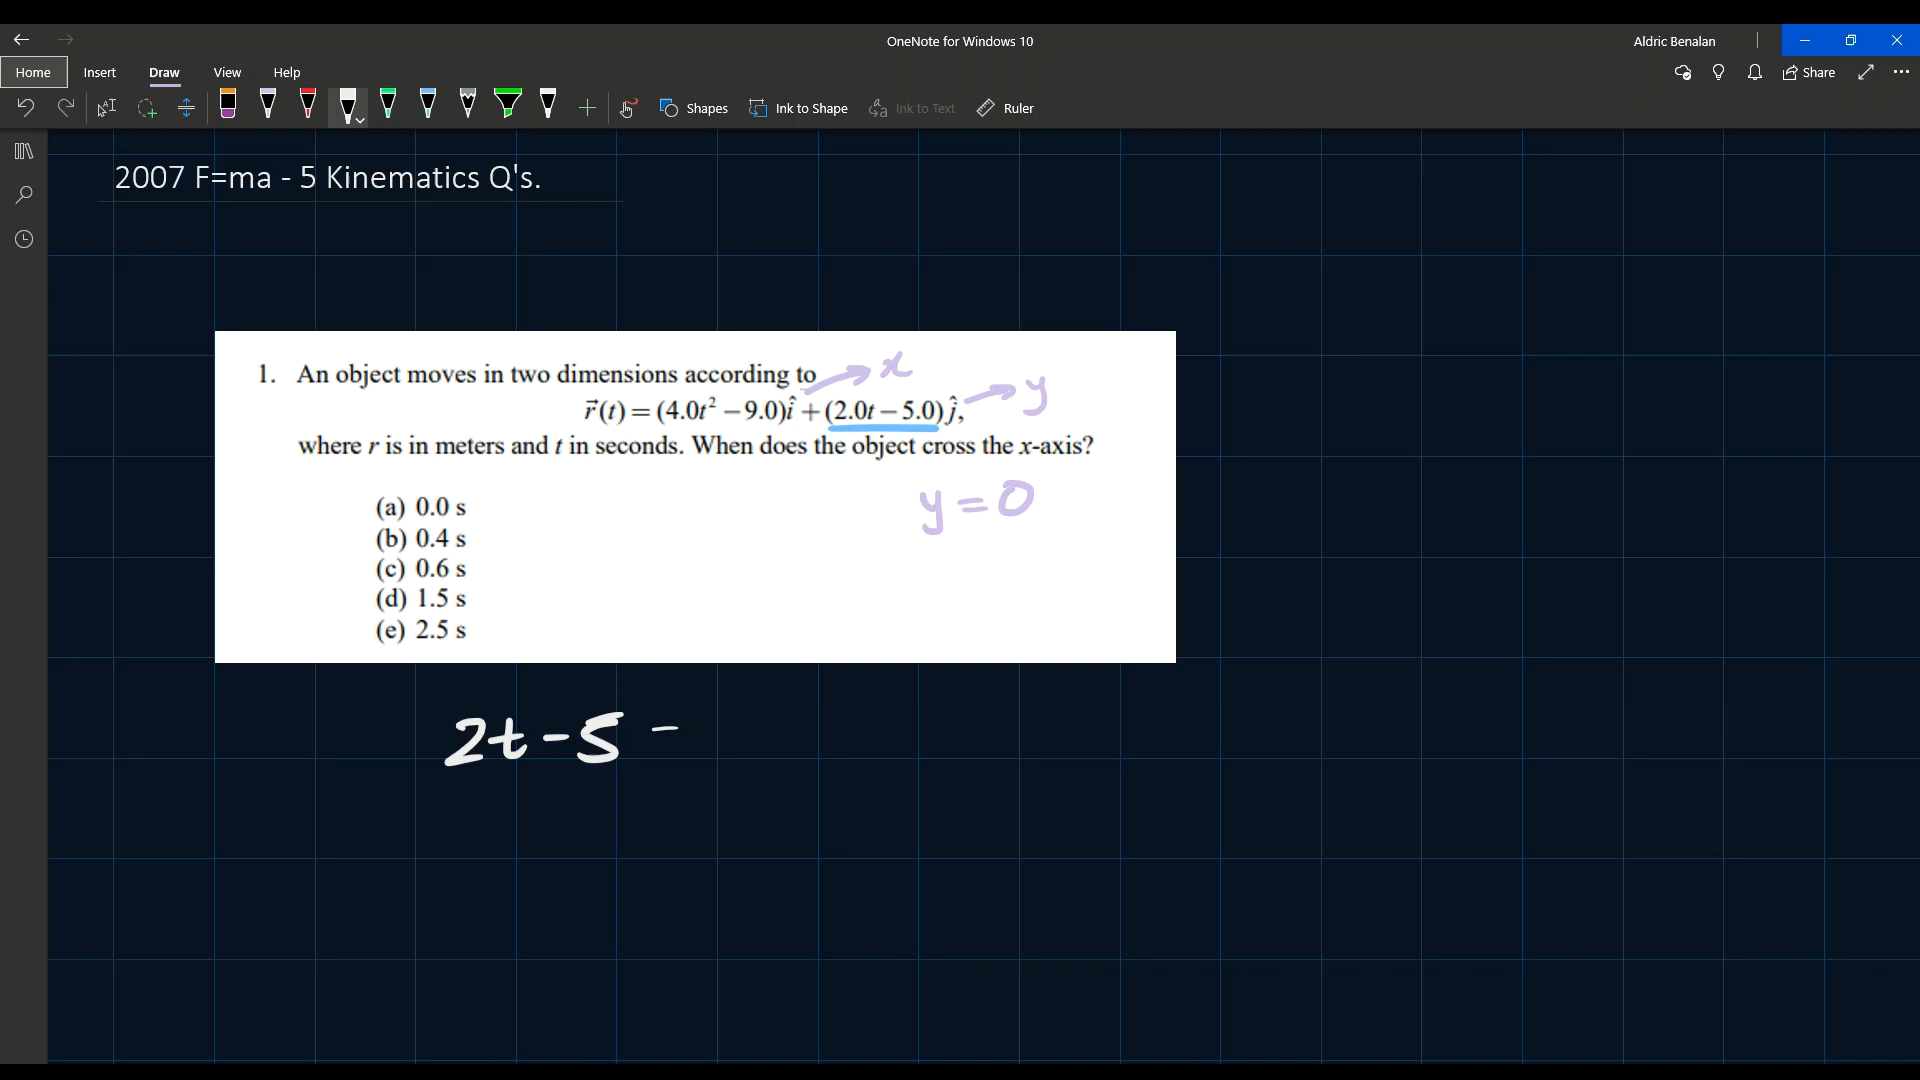 OneNote for Windows 10
Aldric Benalan
Home Insert Draw View Help
Share
Shapes Ink to Shape Ink to Text Ruler
2007 F=ma - 5 Kinematics Q's.
1. An object moves in two dimensions according to
x
r⃗(t) = (4.0t² – 9.0)î + (2.0t – 5.0)ĵ,
y
where r is in meters and t in seconds. When does the object cross the x-axis?
y = 0
(a) 0.0 s
(b) 0.4 s
(c) 0.6 s
(d) 1.5 s
(e) 2.5 s
2t - 5 -